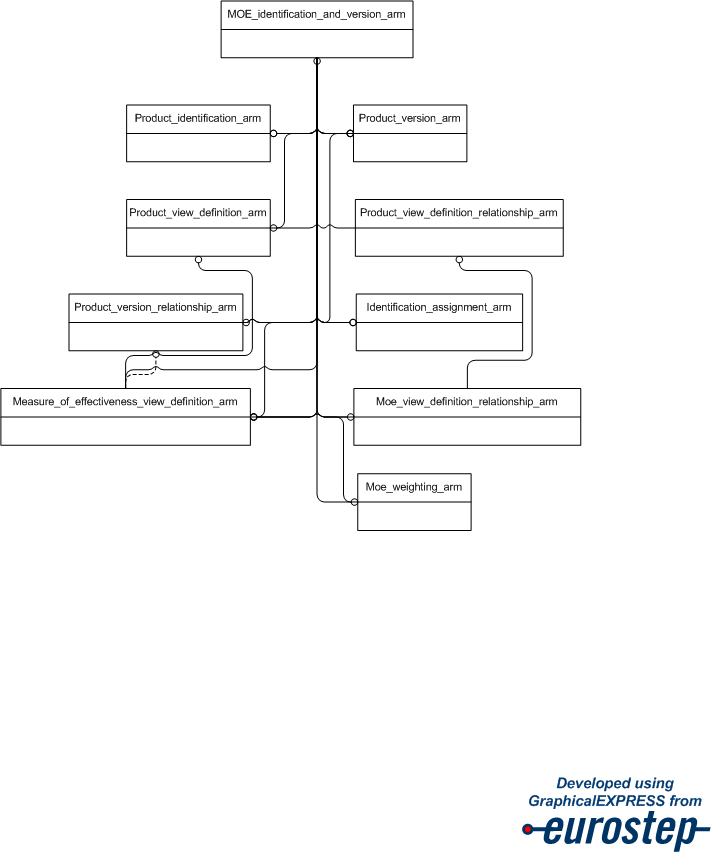 MOE_identification_and_version_arm
Product_identification_arm
Product_version_arm
Product_view_definition_arm
Product_view_definition_relationship_arm
Product_version_relationship_arm
Identification_assignment_arm
Measure_of_effectiveness_view_definition_arm
Moe_view_definition_relationship_arm
Moe_weighting_arm
Developed using
GraphicalEXPRESS from
eurostep